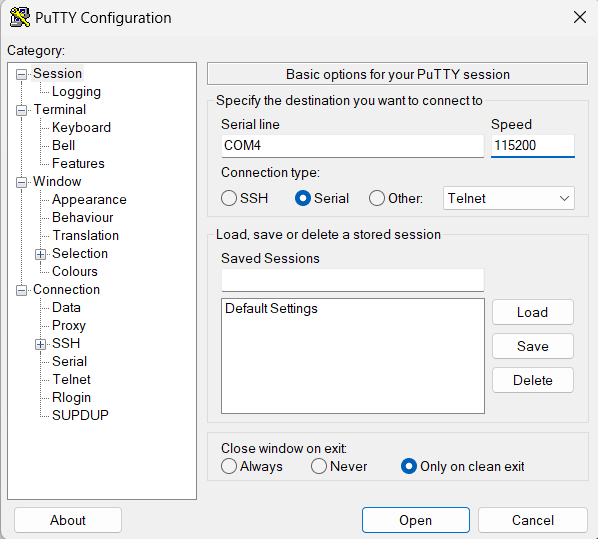 PuTTY Configuration
Category:
Session
Logging
Terminal
Keyboard
Bell
Features
Window
Appearance
Behaviour
Translation
Selection
Colours
Connection
Data
Proxy
SSH
Serial
Telnet
Rlogin
SUPDUP
Basic options for your PuTTY session
Specify the destination you want to connect to
Serial line Speed
COM4 115200
Connection type:
SSH Serial Other: Telnet
Load, save or delete a stored session
Saved Sessions
Default Settings
Load
Save
Delete
Close window on exit:
Always Never Only on clean exit
About Open Cancel